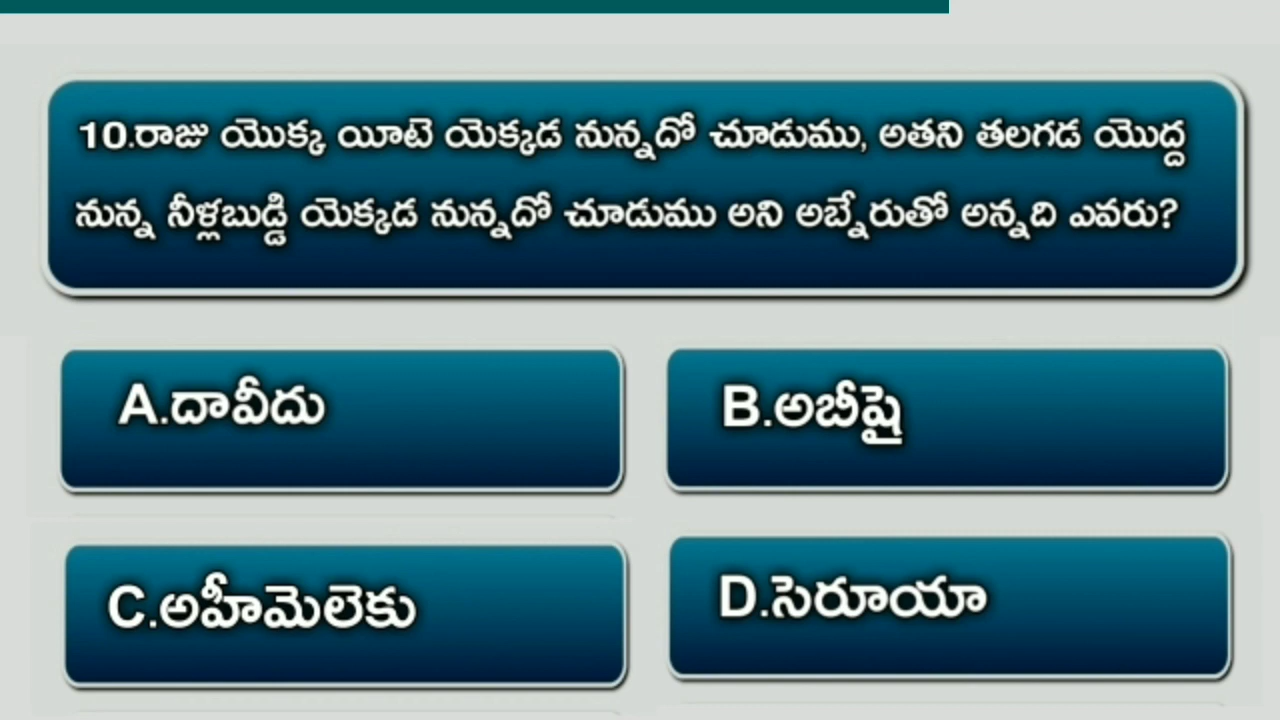 10.రాజు యొక్క యీటె యెక్కడ నున్నదో చూడుము, అతని తలగడ యొద్ద
నున్న నీళ్లబుడ్డి యెక్కడ నున్నదో చూడుము అని అబ్నేరుతో అన్నది ఎవరు?
A.దావీదు
B.అబీషై
C.అహీమెలెకు
D.సెరూయా